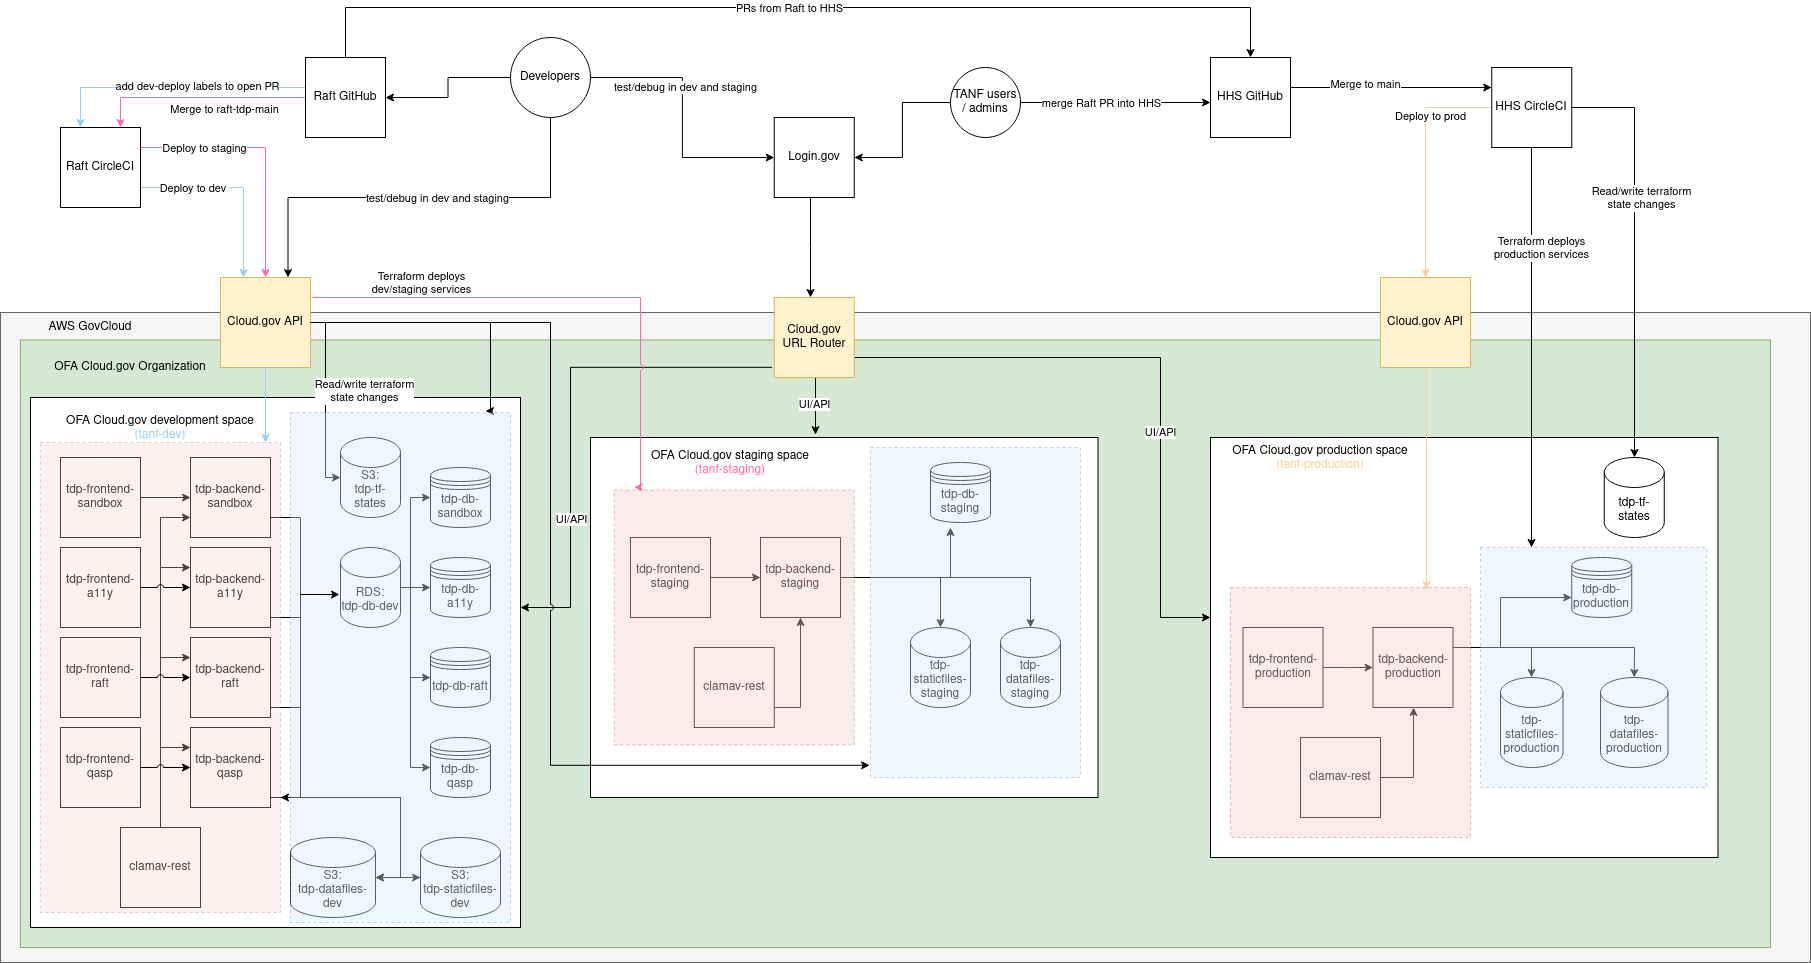 PRs from Raft to HHS
Developers
add dev-deploy labels to open PR
Raft GitHub
Merge to raft-tdp-main
test/debug in dev and staging
TANF users
/ admins
merge Raft PR into HHS
HHS GitHub
Merge to main
HHS CircleCI
Deploy to prod
Raft CircleCI
Deploy to staging
Deploy to dev
Login.gov
test/debug in dev and staging
Read/write terraform
state changes
Terraform deploys
production services
Terraform deploys
dev/staging services
AWS GovCloud
Cloud.gov API
Cloud.gov
URL Router
Cloud.gov API
OFA Cloud.gov Organization
Read/write terraform
state changes
UI/API
UI/API
UI/API
OFA Cloud.gov development space
(tanf-dev)
tdp-frontend-
sandbox
tdp-backend-
sandbox
tdp-frontend-
a11y
tdp-backend-
a11y
tdp-frontend-
raft
tdp-backend-
raft
tdp-frontend-
qasp
tdp-backend-
qasp
clamav-rest
S3:
tdp-tf-
states
tdp-db-
sandbox
RDS:
tdp-db-dev
tdp-db-
a11y
tdp-db-raft
tdp-db-
qasp
S3:
tdp-datafiles-
dev
S3:
tdp-staticfiles-
dev
OFA Cloud.gov staging space
(tanf-staging)
tdp-frontend-
staging
tdp-backend-
staging
clamav-rest
tdp-db-
staging
tdp-
staticfiles-
staging
tdp-
datafiles-
staging
OFA Cloud.gov production space
(tanf-production)
tdp-tf-
states
tdp-frontend-
production
tdp-backend-
production
clamav-rest
tdp-db-
production
tdp-
staticfiles-
production
tdp-
datafiles-
production